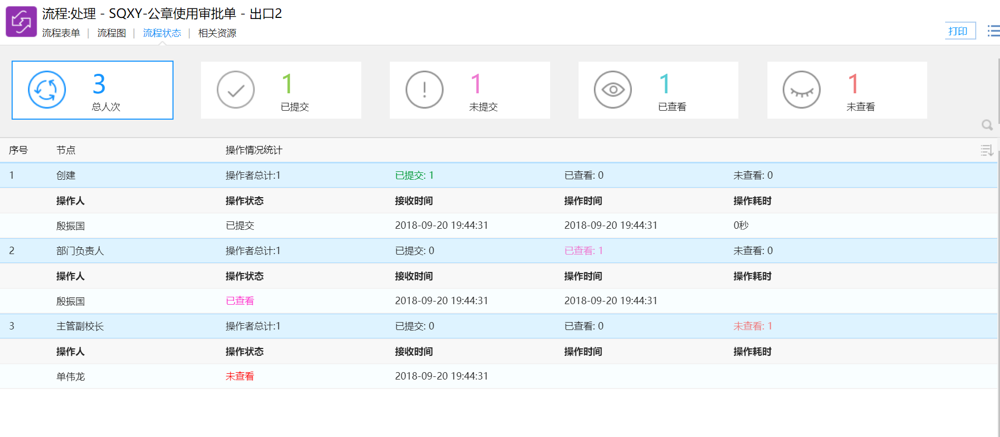 流程:处理 - SQXY-公章使用审批单 - 出口2
流程表单 | 流程图 | 流程状态 | 相关资源
打印
3 1 1 1 1
总人次 已提交 未提交 已查看 未查看
序号 节点 操作情况统计
1 创建 操作者总计:1 已提交: 1 已查看: 0 未查看: 0
操作人 操作状态 接收时间 操作时间 操作耗时
殷振国 已提交 2018-09-20 19:44:31 2018-09-20 19:44:31 0秒
2 部门负责人 操作者总计:1 已提交: 0 已查看: 1 未查看: 0
操作人 操作状态 接收时间 操作时间 操作耗时
殷振国 已查看 2018-09-20 19:44:31 2018-09-20 19:44:31
3 主管副校长 操作者总计:1 已提交: 0 已查看: 0 未查看: 1
操作人 操作状态 接收时间 操作时间 操作耗时
单伟龙 未查看 2018-09-20 19:44:31